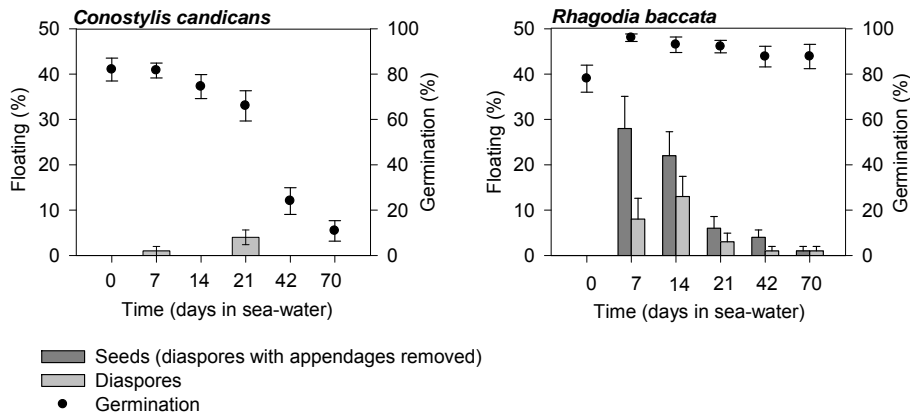 Conostylis candicans
50
40
30
20
10
0
Floating (%)
100
80
60
40
20
0
Germination (%)
0 7 14 21 42 70
Time (days in sea-water)
Rhagodia baccata
50
40
30
20
10
0
Floating (%)
100
80
60
40
20
0
Germination (%)
0 7 14 21 42 70
Time (days in sea-water)
Seeds (diaspores with appendages removed)
Diaspores
Germination